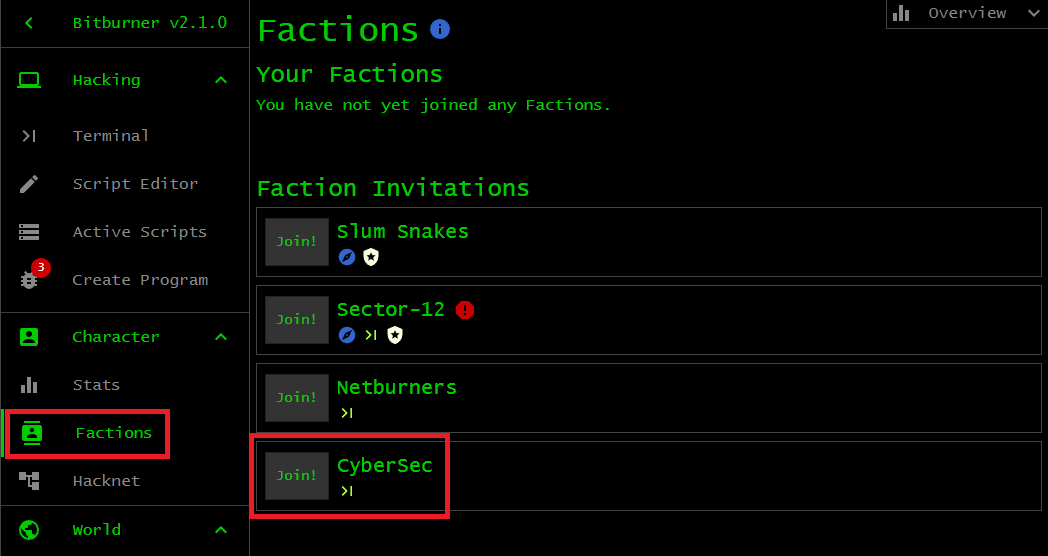 Bitburner v2.1.0
Hacking
Terminal
Script Editor
Active Scripts
3
Create Program
Character
Stats
Factions
Hacknet
World
Overview
Factions
Your Factions
You have not yet joined any Factions.
Faction Invitations
Join!
Slum Snakes
Join!
Sector-12
Join!
Netburners
Join!
CyberSec